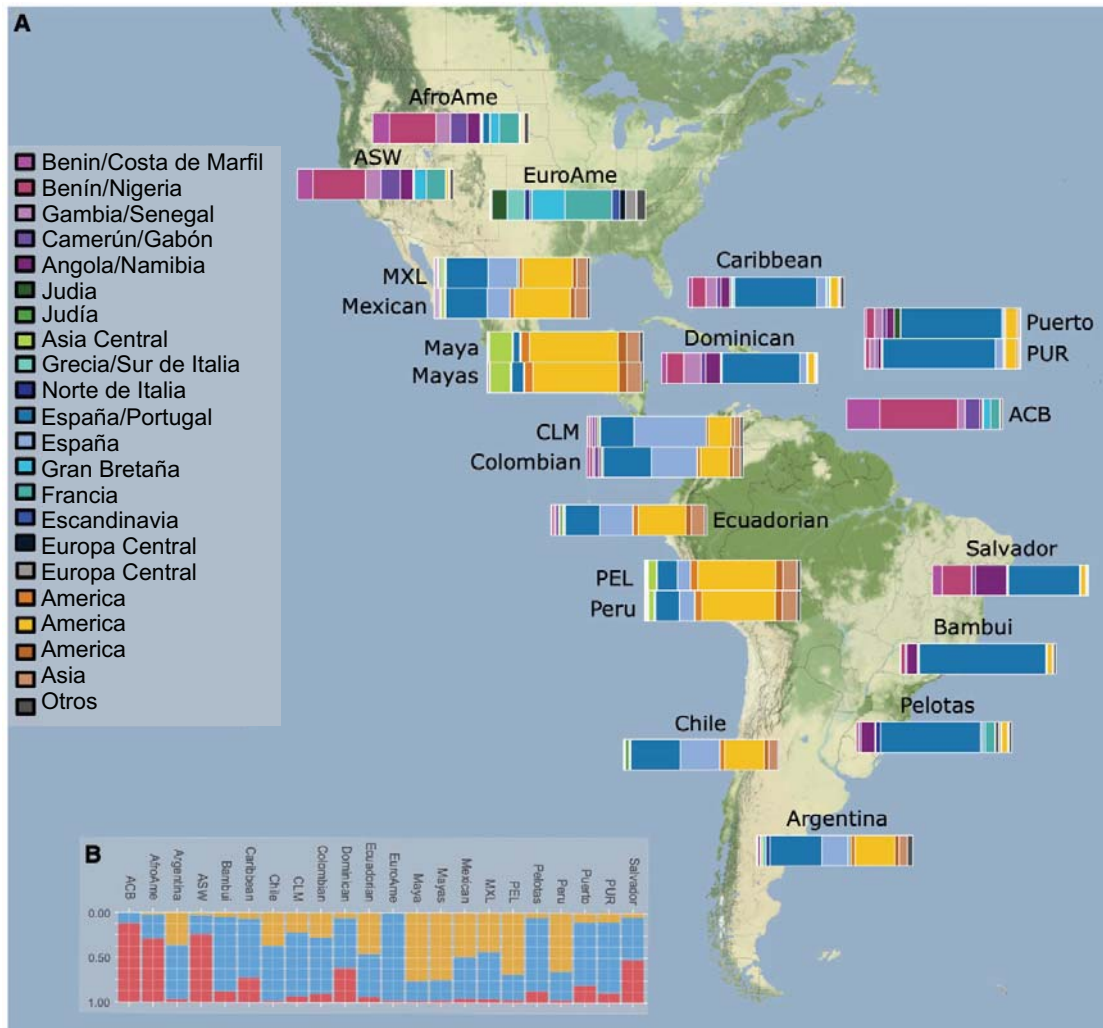 A
AfroAme
ASW
EuroAme
MXL
Mexican
Maya
Mayas
CLM
Colombian
Ecuadorian
PEL
Peru
Chile
Argentina
Caribbean
Dominican
Puerto
PUR
ACB
Salvador
Bambui
Pelotas
Benin/Costa de Marfil
Benín/Nigeria
Gambia/Senegal
Camerún/Gabón
Angola/Namibia
Judia
Judía
Asia Central
Grecia/Sur de Italia
Norte de Italia
España/Portugal
España
Gran Bretaña
Francia
Escandinavia
Europa Central
Europa Central
America
America
America
Asia
Otros
B
ACB
AfroAme
Argentina
ASW
Bambui
Caribbean
Chile
CLM
Colombian
Dominican
Ecuadorian
EuroAme
Maya
Mayas
Mexican
MXL
PEL
Pelotas
Peru
Puerto
PUR
Salvador
0.00
0.50
1.00